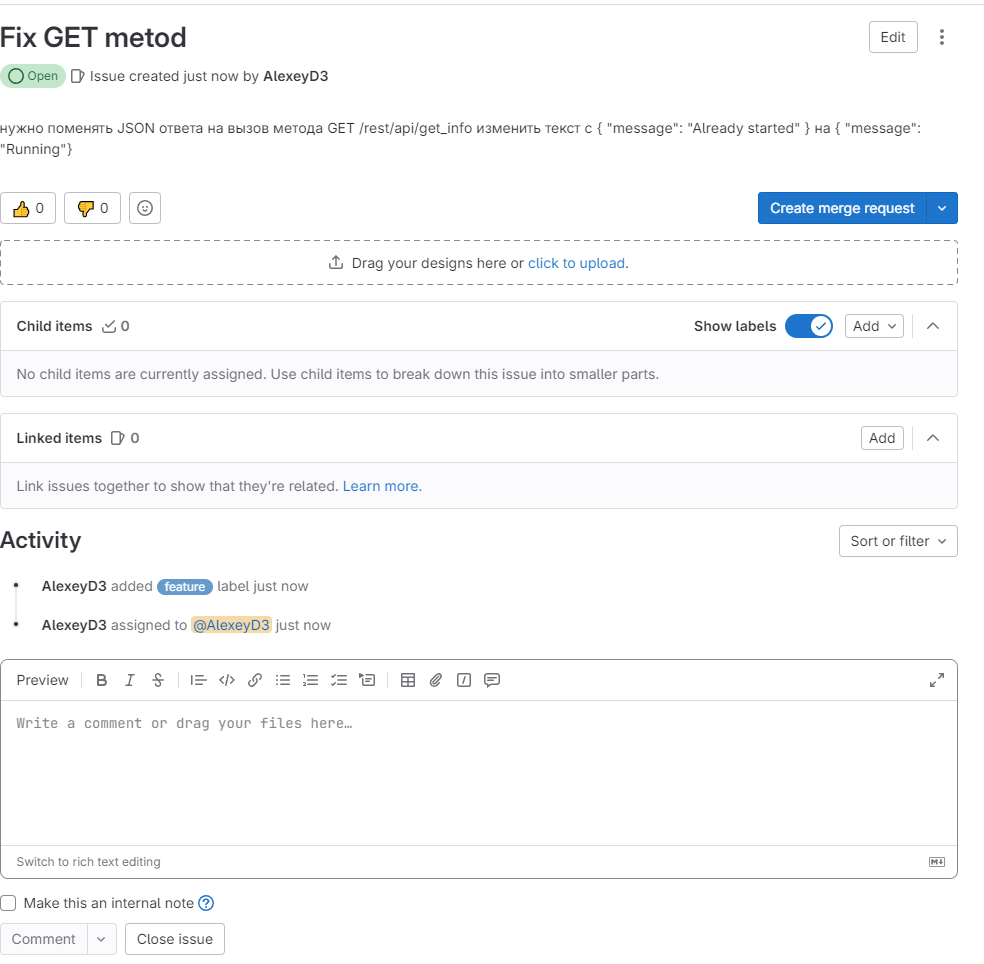 Fix GET metod
Edit
Open Issue created just now by AlexeyD3
нужно поменять JSON ответа на вызов метода GET /rest/api/get_info изменить текст с { "message": "Already started" } на { "message":
"Running"}
0 0
Create merge request
Drag your designs here or click to upload.
Child items 0
Show labels Add
No child items are currently assigned. Use child items to break down this issue into smaller parts.
Linked items 0
Add
Link issues together to show that they're related. Learn more.
Activity
Sort or filter
AlexeyD3 added feature label just now
AlexeyD3 assigned to @AlexeyD3 just now
Preview
Write a comment or drag your files here…
Switch to rich text editing
Make this an internal note
Comment Close issue